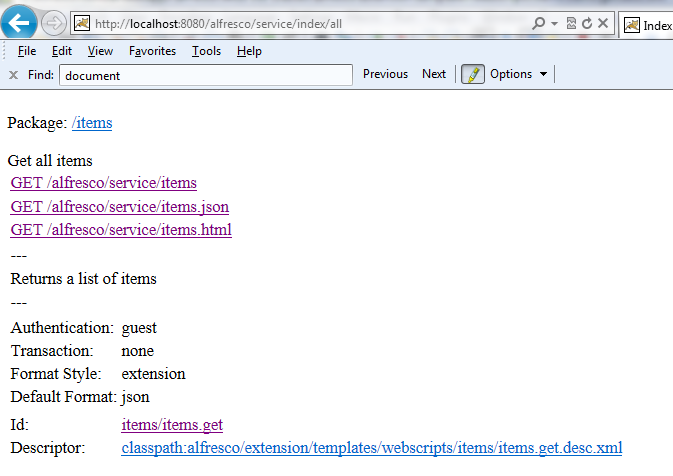 http://localhost:8080/alfresco/service/index/all
Index
File Edit View Favorites Tools Help
Find: document Previous Next Options
Package: /items
Get all items
GET /alfresco/service/items
GET /alfresco/service/items.json
GET /alfresco/service/items.html
---
Returns a list of items
---
Authentication: guest
Transaction: none
Format Style: extension
Default Format: json
Id: items/items.get
Descriptor: classpath:alfresco/extension/templates/webscripts/items/items.get.desc.xml